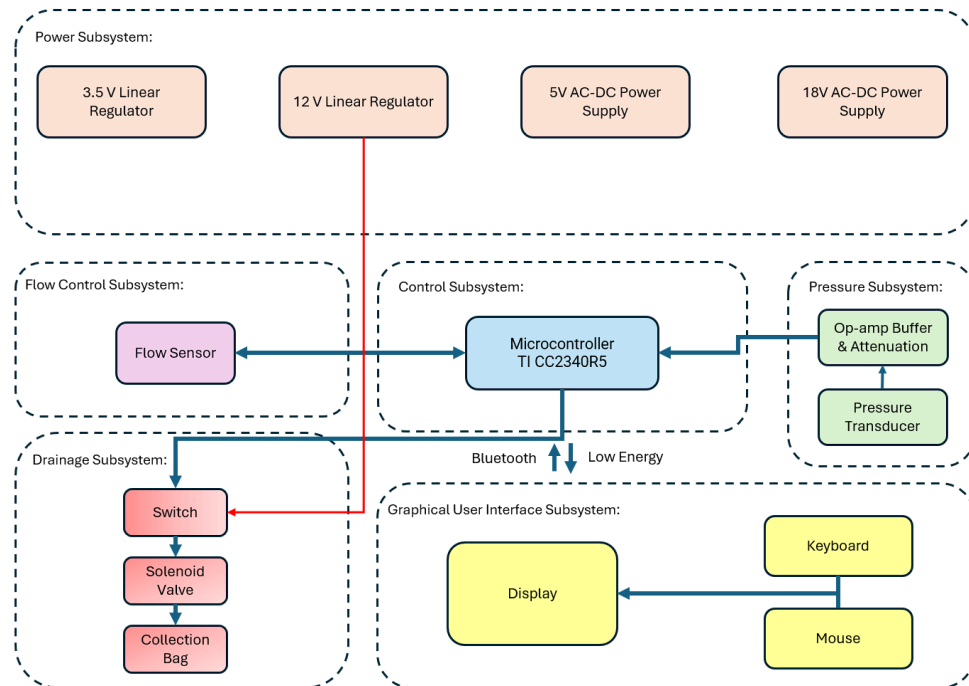 Power Subsystem:
3.5 V Linear
Regulator
12 V Linear Regulator
5V AC-DC Power
Supply
18V AC-DC Power
Supply
Flow Control Subsystem:
Flow Sensor
Control Subsystem:
Microcontroller
TI CC2340R5
Pressure Subsystem:
Op-amp Buffer
& Attenuation
Pressure
Transducer
Drainage Subsystem:
Switch
Solenoid
Valve
Collection
Bag
Bluetooth
Low Energy
Graphical User Interface Subsystem:
Display
Keyboard
Mouse